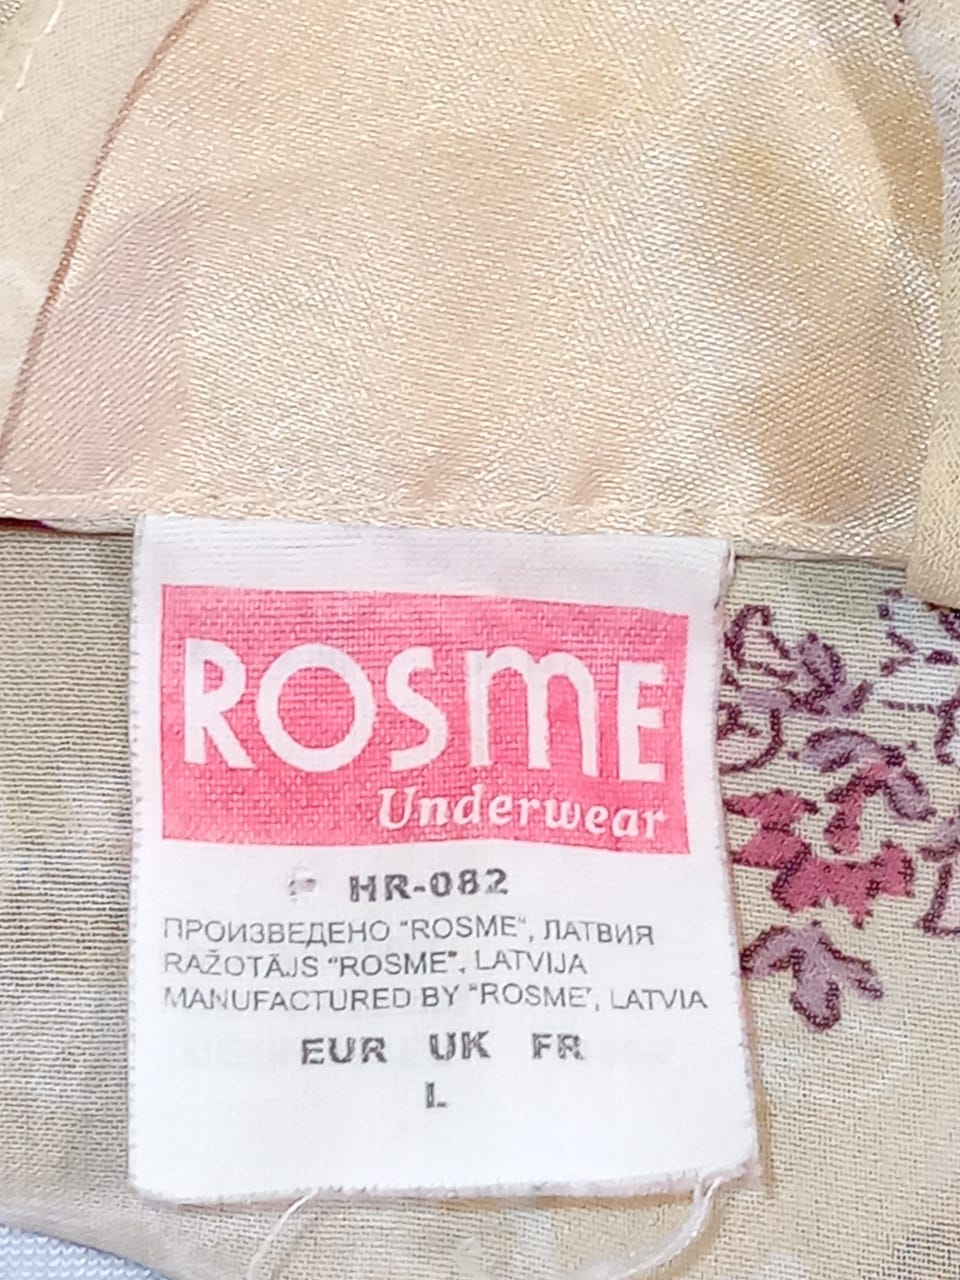 ROSME
Underwear
HR-082
ПРОИЗВЕДЕНО "ROSME", ЛАТВИЯ
RAŽOTĀJS "ROSME", LATVIJA
MANUFACTURED BY "ROSME", LATVIA
EUR UK FR
L